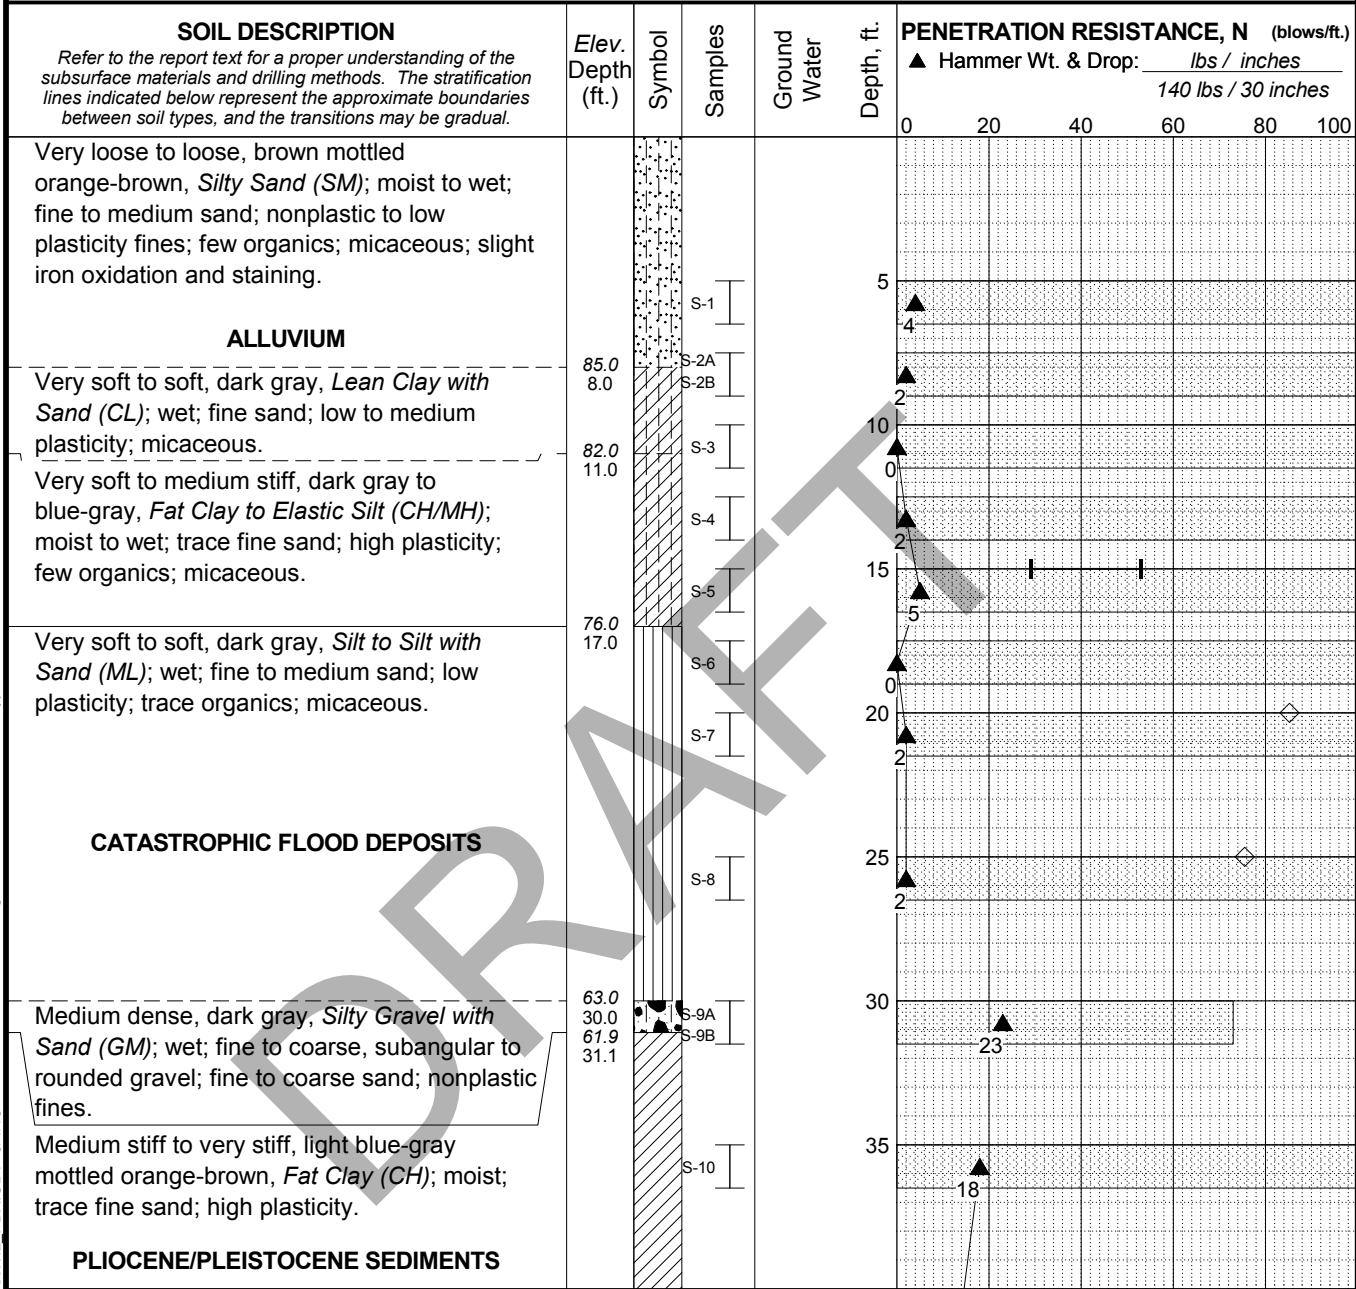 SOIL DESCRIPTION
Refer to the report text for a proper understanding of the
subsurface materials and drilling methods. The stratification
lines indicated below represent the approximate boundaries
between soil types, and the transitions may be gradual.
Elev.
Depth
(ft.)
Symbol
Samples
Ground
Water
Depth, ft.
PENETRATION RESISTANCE, N (blows/ft.)
▲ Hammer Wt. & Drop: lbs / inches
140 lbs / 30 inches
0 20 40 60 80 100
Very loose to loose, brown mottled
orange-brown, Silty Sand (SM); moist to wet;
fine to medium sand; nonplastic to low
plasticity fines; few organics; micaceous; slight
iron oxidation and staining.
ALLUVIUM
Very soft to soft, dark gray, Lean Clay with
Sand (CL); wet; fine sand; low to medium
plasticity; micaceous.
Very soft to medium stiff, dark gray to
blue-gray, Fat Clay to Elastic Silt (CH/MH);
moist to wet; trace fine sand; high plasticity;
few organics; micaceous.
Very soft to soft, dark gray, Silt to Silt with
Sand (ML); wet; fine to medium sand; low
plasticity; trace organics; micaceous.
CATASTROPHIC FLOOD DEPOSITS
Medium dense, dark gray, Silty Gravel with
Sand (GM); wet; fine to coarse, subangular to
rounded gravel; fine to coarse sand; nonplastic
fines.
Medium stiff to very stiff, light blue-gray
mottled orange-brown, Fat Clay (CH); moist;
trace fine sand; high plasticity.
PLIOCENE/PLEISTOCENE SEDIMENTS
85.0
8.0
82.0
11.0
76.0
17.0
63.0
30.0
61.9
31.1
S-1
S-2A
S-2B
S-3
S-4
S-5
S-6
S-7
S-8
S-9A
S-9B
S-10
5
10
15
20
25
30
35
4
2
0
2
5
0
2
2
23
18
DRAFT